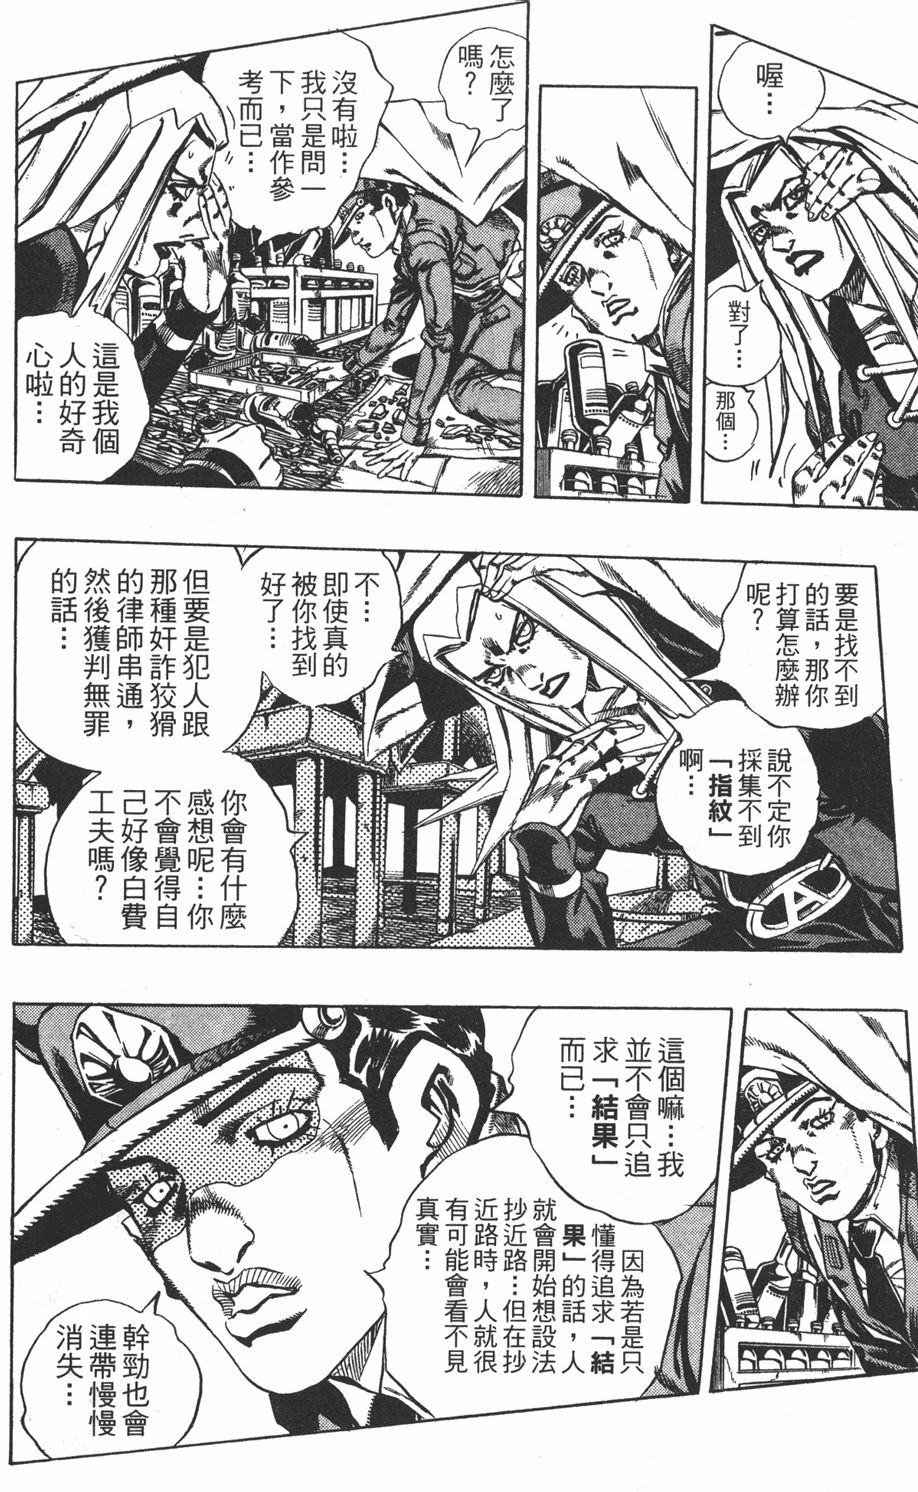 喔…
對了…
那個…
怎麼了
嗎？
沒有啦…
我只是問一
下，當作參
考而已…
這是我個
人的好奇
心啦…
要是找不到
的話，那你
打算怎麼辦
呢？
說不定你
採集不到
「指紋」
啊…
不…
即使真的
被你找到
好了…
但要是犯人跟
那種奸詐狡猾
的律師串通，
然後獲判無罪
的話…
你會有什麼
感想呢…你
不會覺得自
己好像白費
工夫嗎？
A
這個嘛…我
並不會只追
求「結果」
而已…
因為若是只
懂得追求「結
果」的話，人
就會開始想設法
抄近路…但在抄
近路時，人就很
有可能會看不見
真實…
幹勁也會
連帶慢慢
消失…